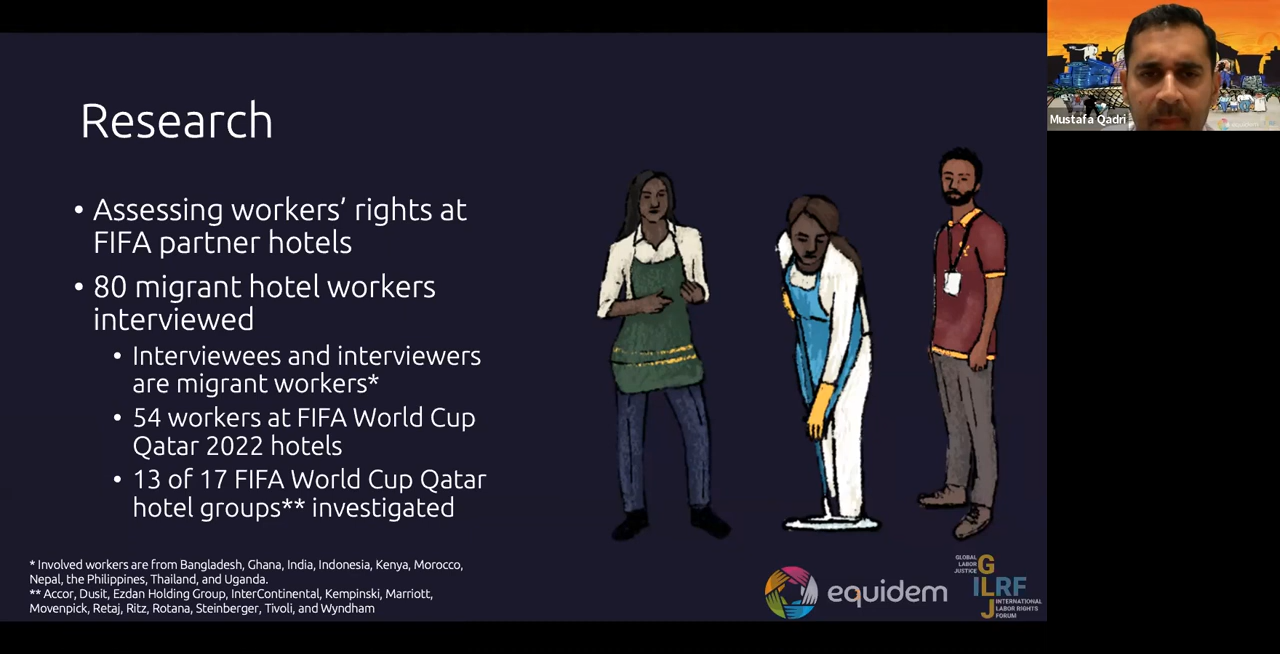 Research
• Assessing workers’ rights at
FIFA partner hotels
• 80 migrant hotel workers
interviewed
• Interviewees and interviewers
are migrant workers*
• 54 workers at FIFA World Cup
Qatar 2022 hotels
• 13 of 17 FIFA World Cup Qatar
hotel groups** investigated
* Involved workers are from Bangladesh, Ghana, India, Indonesia, Kenya, Morocco,
Nepal, the Philippines, Thailand, and Uganda.
** Accor, Dusit, Ezdan Holding Group, InterContinental, Kempinski, Marriott,
Movenpick, Retaj, Ritz, Rotana, Steinberger, Tivoli, and Wyndham
equidem
GLOBAL
LABOR
JUSTICE
G
ILRF
J
INTERNATIONAL
LABOR RIGHTS
FORUM
Mustafa Qadri